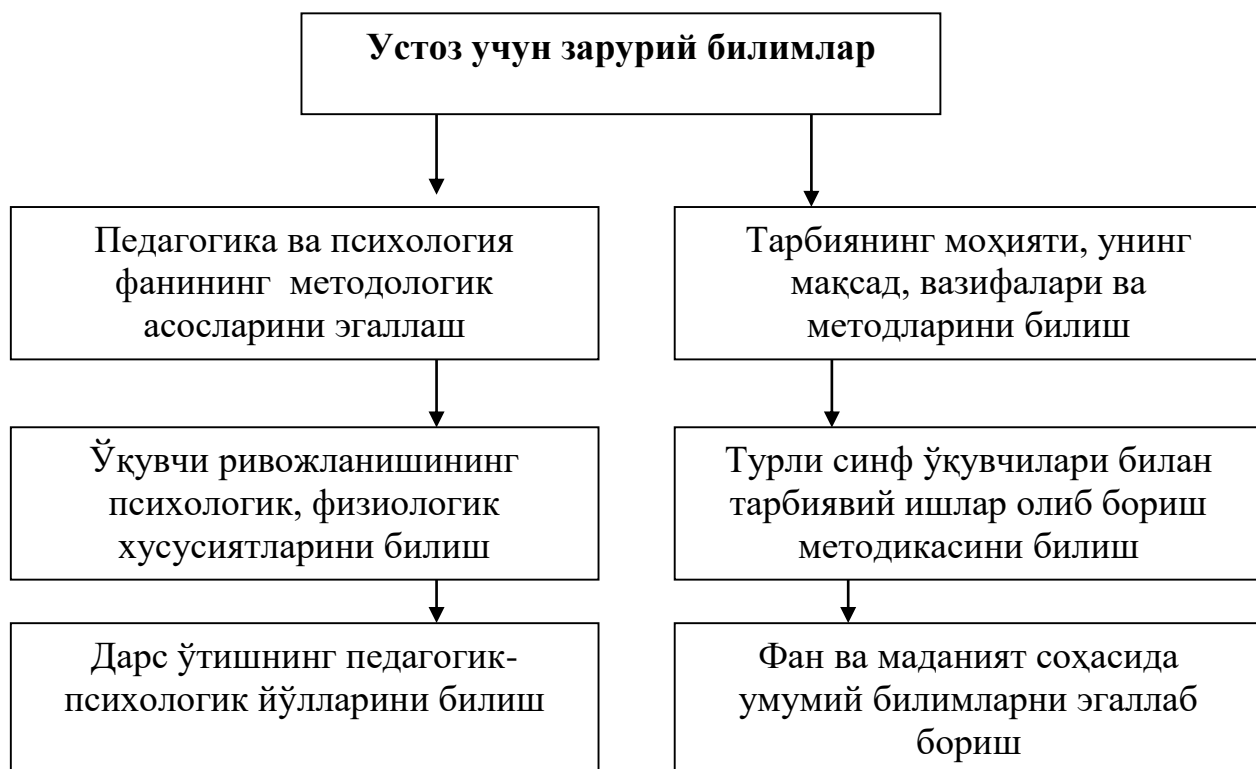 Устоз учун зарурий билимлар
Педагогика ва психология
фанининг методологик
асосларини эгаллаш
Тарбиянинг моҳияти, унинг
мақсад, вазифалари ва
методларини билиш
Ўқувчи ривожланишининг
психологик, физиологик
хусусиятларини билиш
Турли синф ўқувчилари билан
тарбиявий ишлар олиб бориш
методикасини билиш
Дарс ўтишнинг педагогик-
психологик йўлларини билиш
Фан ва маданият соҳасида
умумий билимларни эгаллаб
бориш